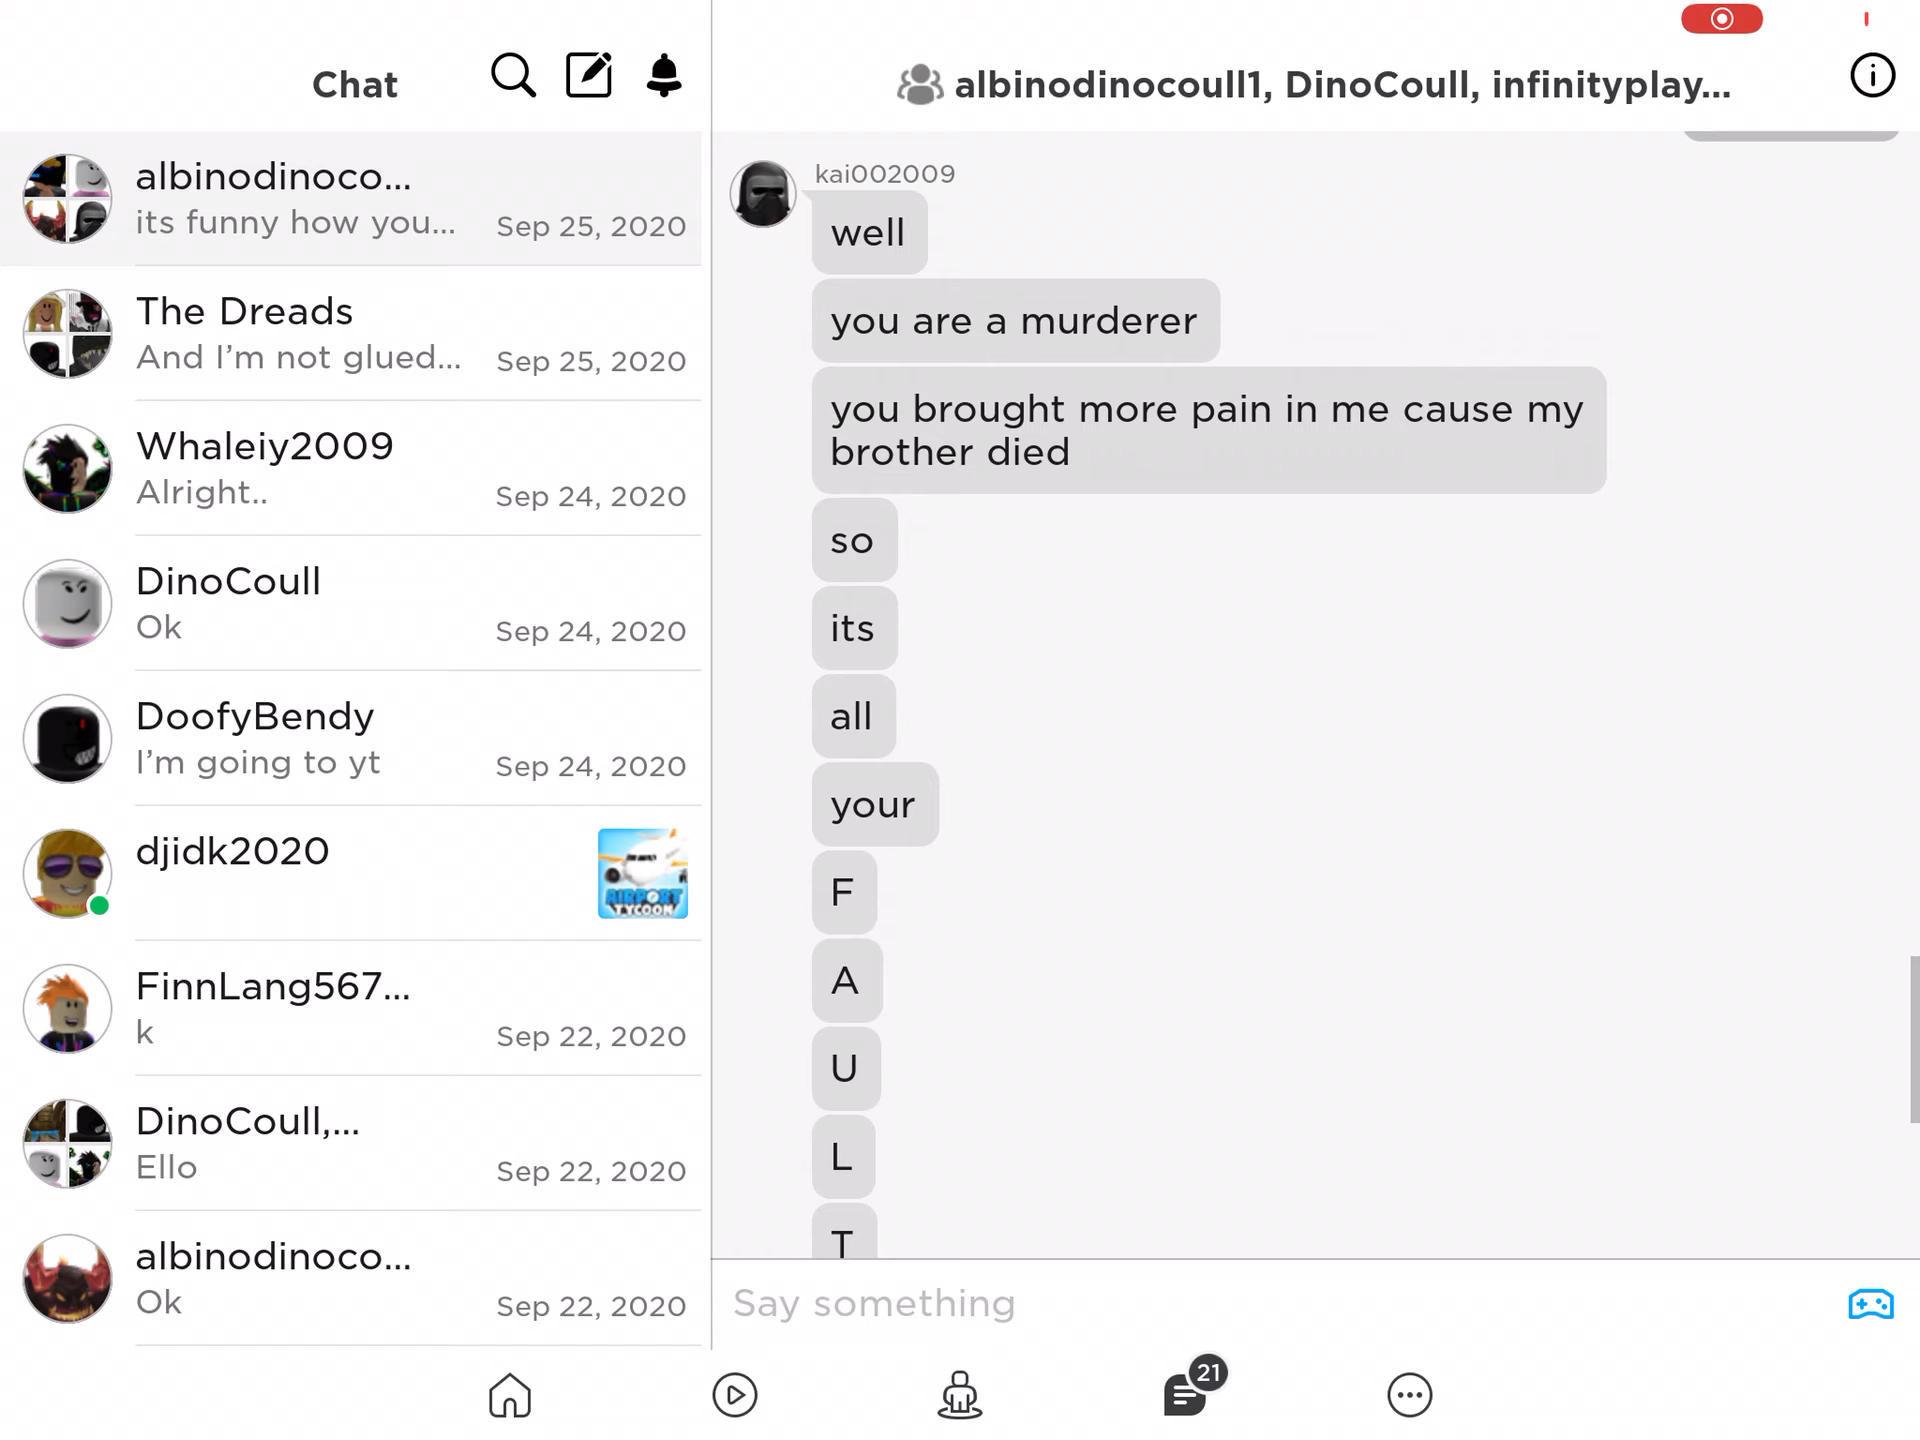 Chat
albinodinoco...
its funny how you...
Sep 25, 2020
The Dreads
And I’m not glued...
Sep 25, 2020
Whaleiy2009
Alright..
Sep 24, 2020
DinoCoull
Ok
Sep 24, 2020
DoofyBendy
I’m going to yt
Sep 24, 2020
djidk2020
AIRPORT
TYCOON
FinnLang567...
k
Sep 22, 2020
DinoCoull,...
Ello
Sep 22, 2020
albinodinoco...
Ok
Sep 22, 2020
albinodinocoull1, DinoCoull, infinityplay...
kai002009
well
you are a murderer
you brought more pain in me cause my
brother died
so
its
all
your
F
A
U
L
T
Say something
21